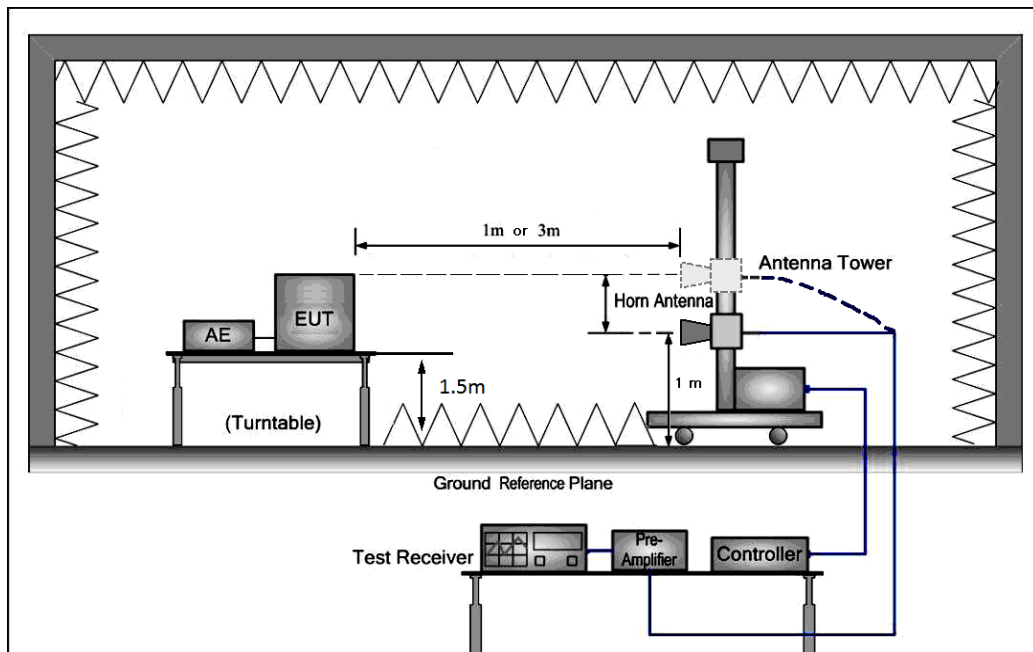 1m or 3m
Antenna Tower
Horn Antenna
EUT
AE
1.5m
1 m
(Turntable)
Ground Reference Plane
Test Receiver
Pre-
Amplifier
Controller